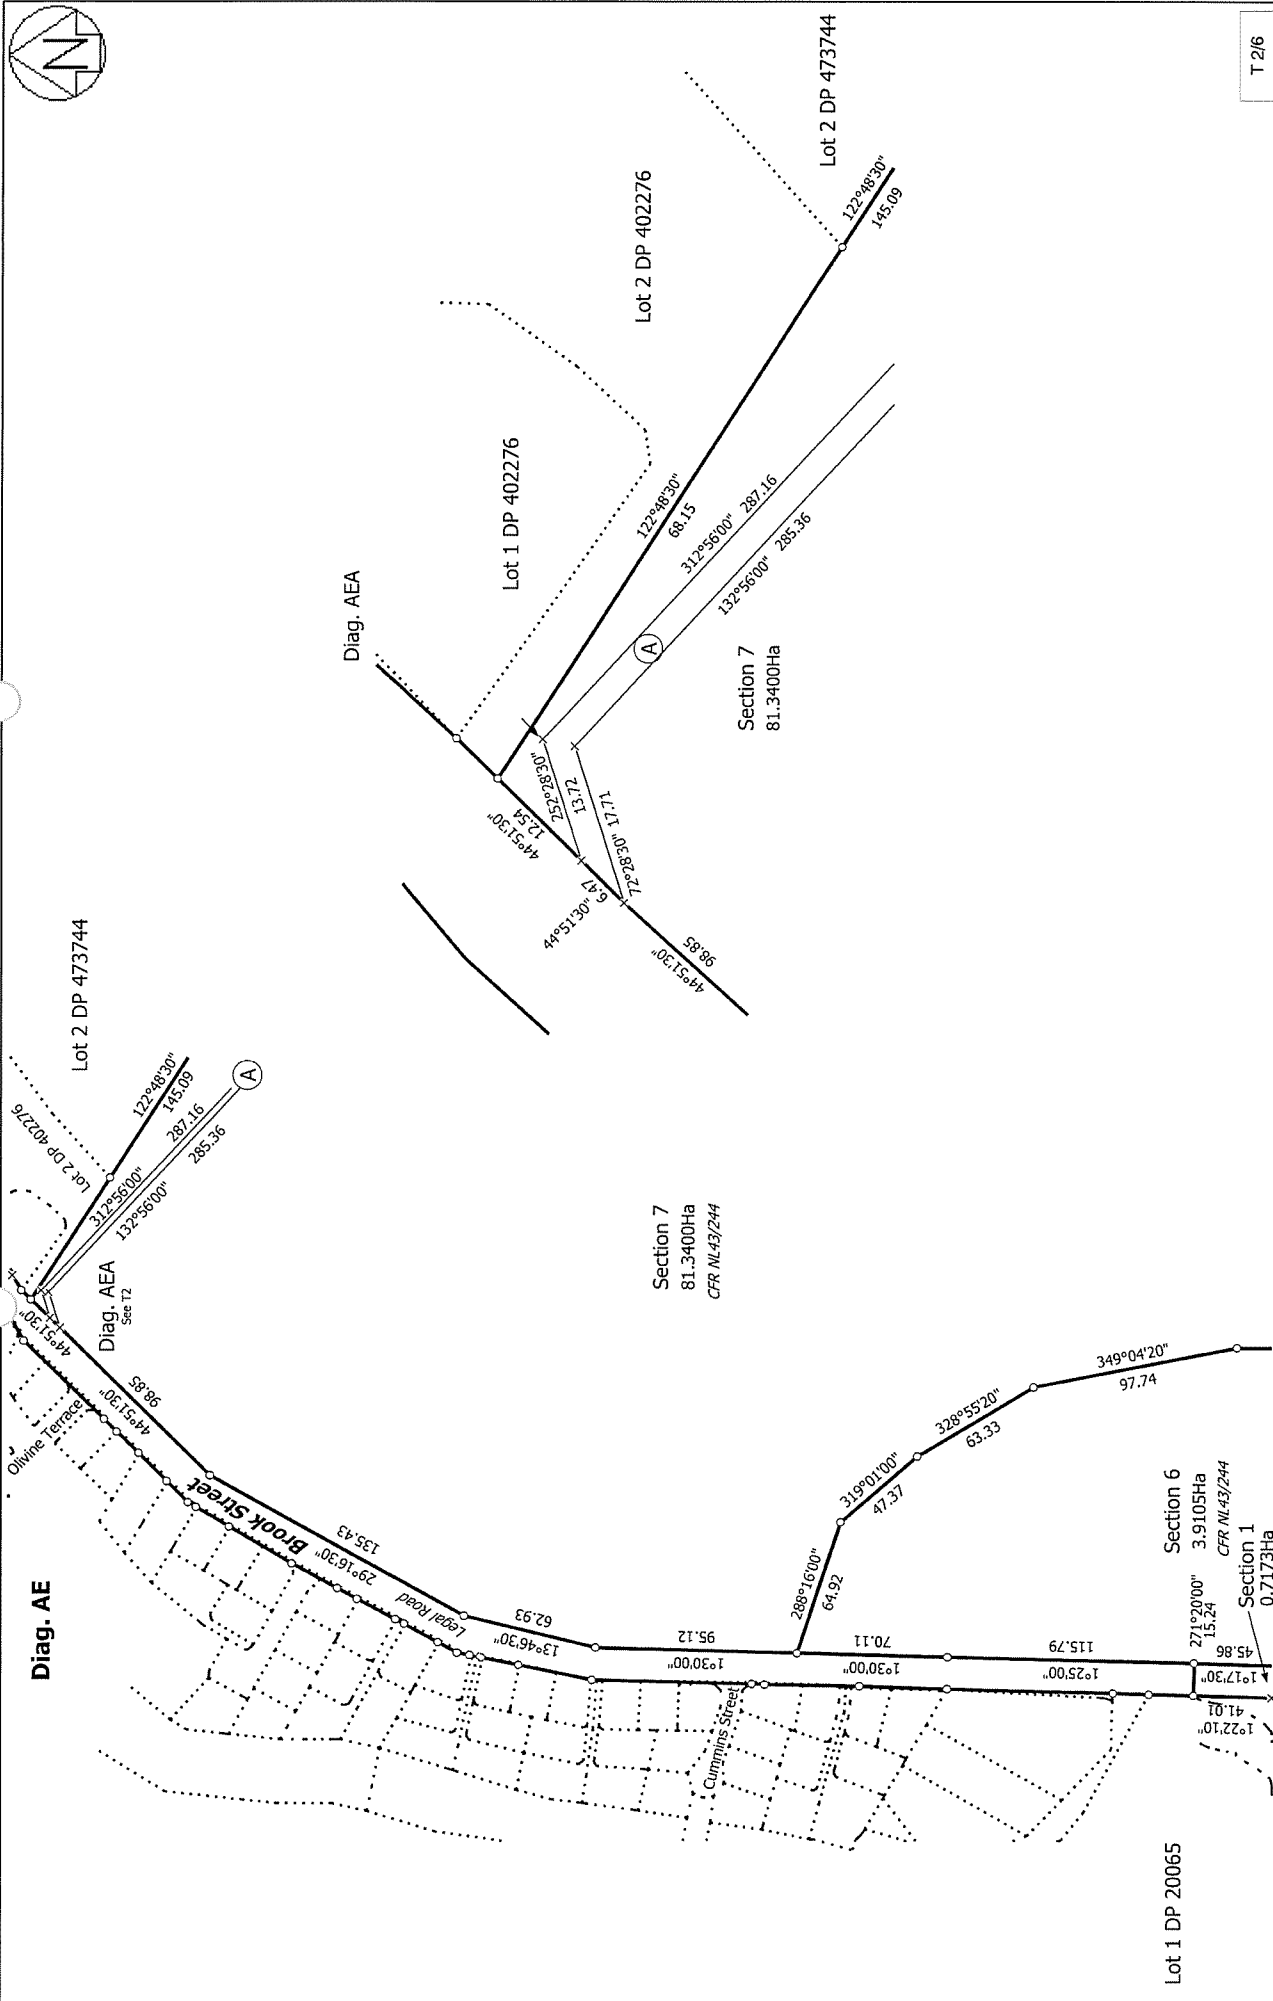 N
T 2/6
Diag. AE
Olivine Terrace
Brook Street
Legal Road
Cummins Street
Lot 2 DP 402276
Lot 2 DP 473744
122°48'30"
145.09
312°56'00"
287.16
132°56'00"
285.36
A
Diag. AEA
See T2
44°51'30"
44°51'30"
98.85
29°16'30"
135.43
13°46'30"
62.93
1°30'00"
95.12
1°30'00"
70.11
1°25'00"
115.79
288°16'00"
64.92
319°01'00"
47.37
328°55'20"
63.33
349°04'20"
97.74
271°20'00"
15.24
1°17'30"
45.86
1°22'10"
41.01
Section 7
81.3400Ha
CFR NL43/244
Section 6
3.9105Ha
CFR NL43/244
Section 1
0.7173Ha
Lot 1 DP 20065
Diag. AEA
Lot 1 DP 402276
Lot 2 DP 402276
Lot 2 DP 473744
122°48'30"
145.09
122°48'30"
68.15
312°56'00" 287.16
132°56'00" 285.36
A
252°28'30"
13.72
72°28'30" 17.71
44°51'30"
12.54
44°51'30" 6.47
44°51'30"
98.85
Section 7
81.3400Ha